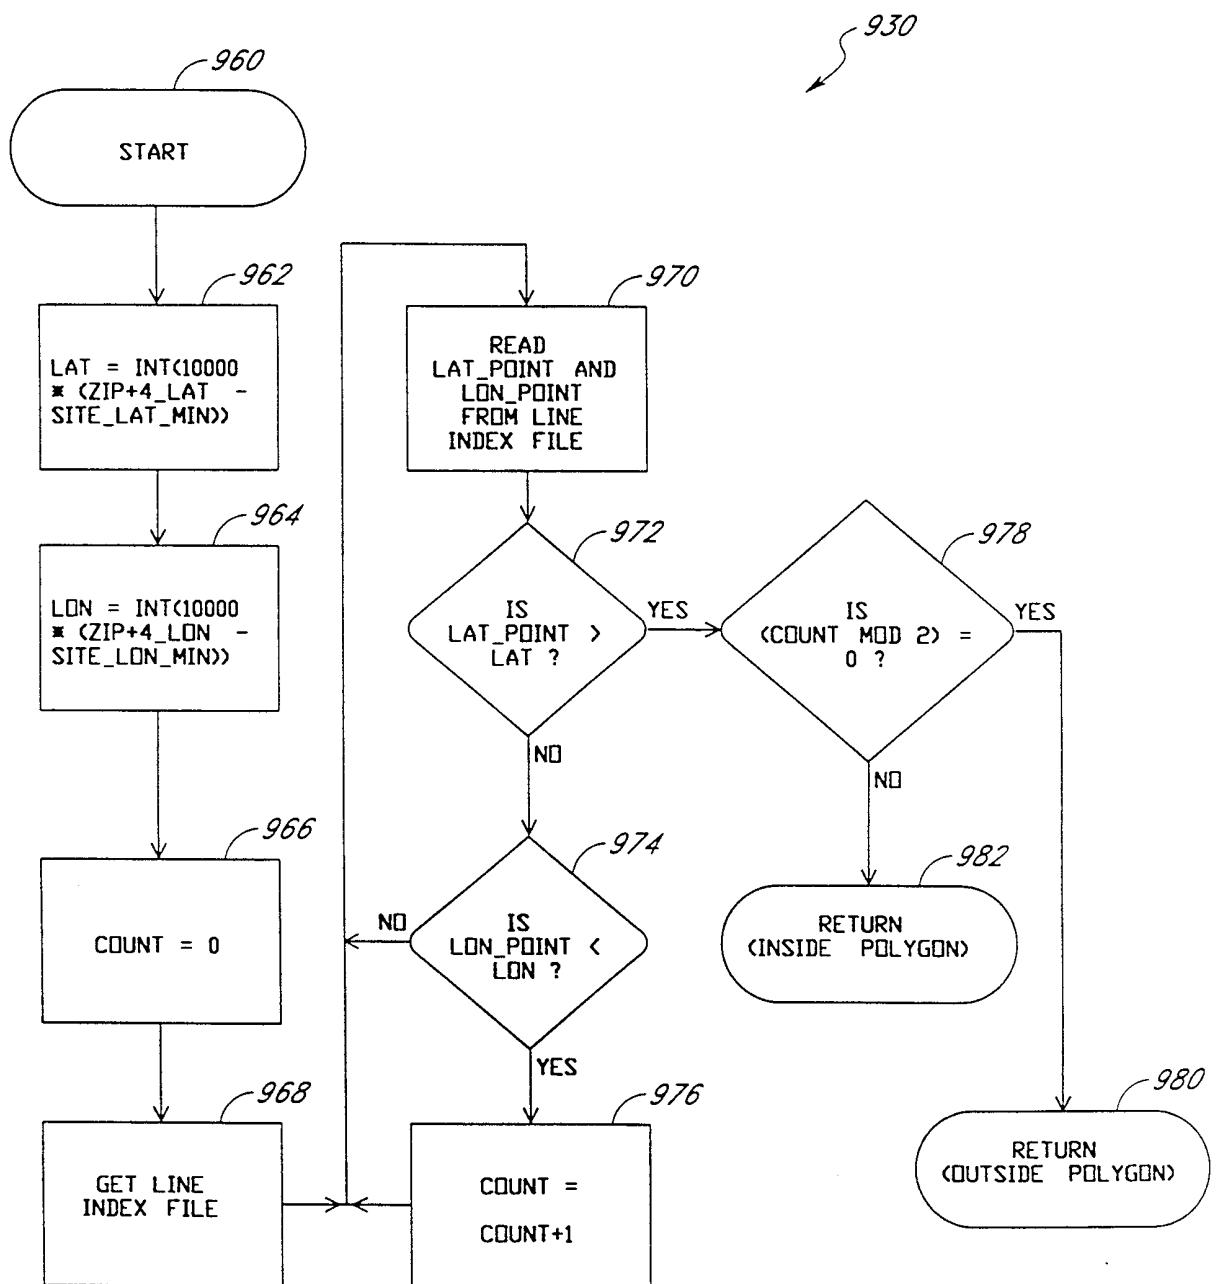 930
960
START
962
LAT = INT(10000
* (ZIP+4_LAT -
SITE_LAT_MIN))
964
LON = INT(10000
* (ZIP+4_LON -
SITE_LON_MIN))
966
COUNT = 0
968
GET LINE
INDEX FILE
970
READ
LAT_POINT AND
LON_POINT
FROM LINE
INDEX FILE
972
IS
LAT_POINT >
LAT ?
YES
NO
974
IS
LON_POINT <
LON ?
NO
YES
976
COUNT =
COUNT+1
978
IS
(COUNT MOD 2) =
0 ?
YES
NO
982
RETURN
(INSIDE POLYGON)
980
RETURN
(OUTSIDE POLYGON)